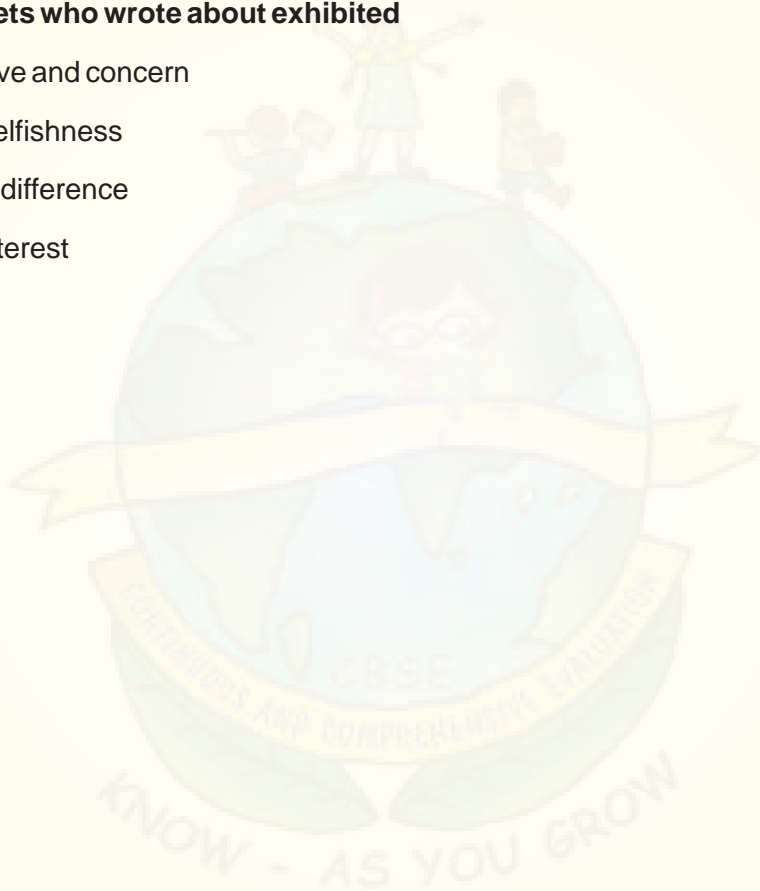 ets who wrote about exhibited
ve and concern
elfishness
difference
terest
CONTINUOUS AND COMPREHENSIVE EVALUATION
CBSE
KNOW - AS YOU GROW